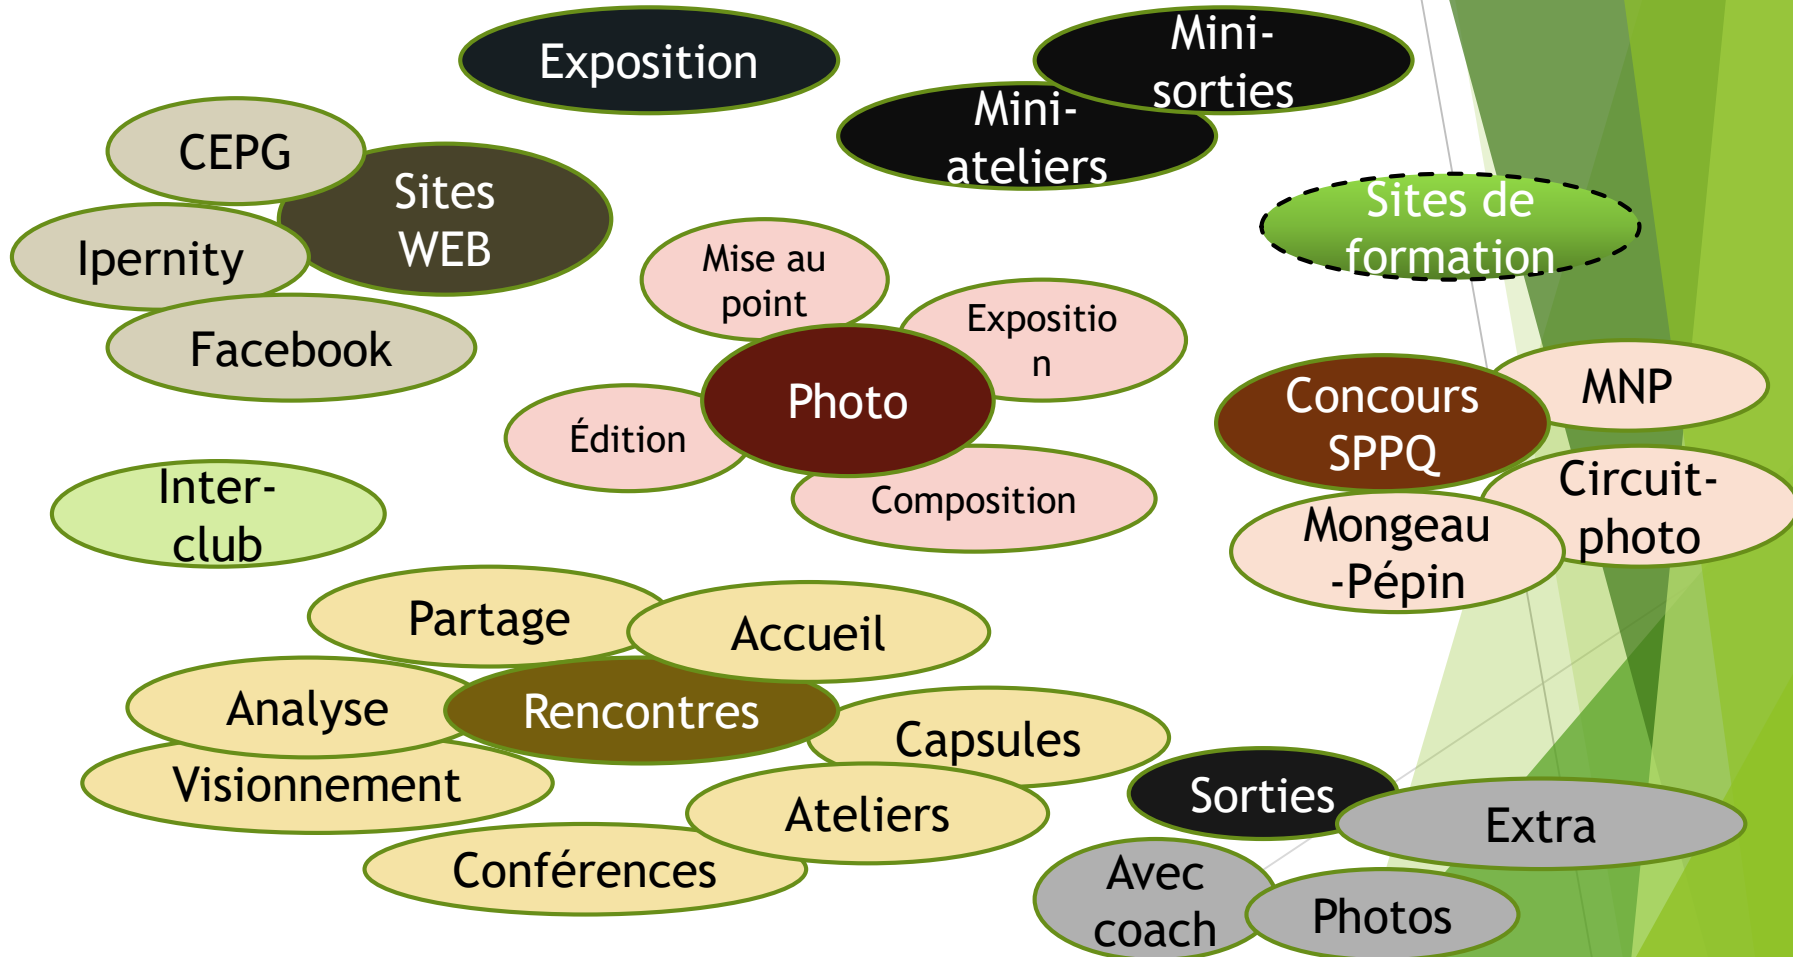 Exposition
Mini-
sorties
Mini-
ateliers
CEPG
Sites
WEB
Ipernity
Facebook
Sites de
formation
Mise au
point
Expositio
n
Photo
Édition
Composition
Concours
SPPQ
MNP
Circuit-
photo
Mongeau
-Pépin
Inter-
club
Partage
Accueil
Analyse
Rencontres
Capsules
Visionnement
Ateliers
Conférences
Sorties
Extra
Avec
coach
Photos